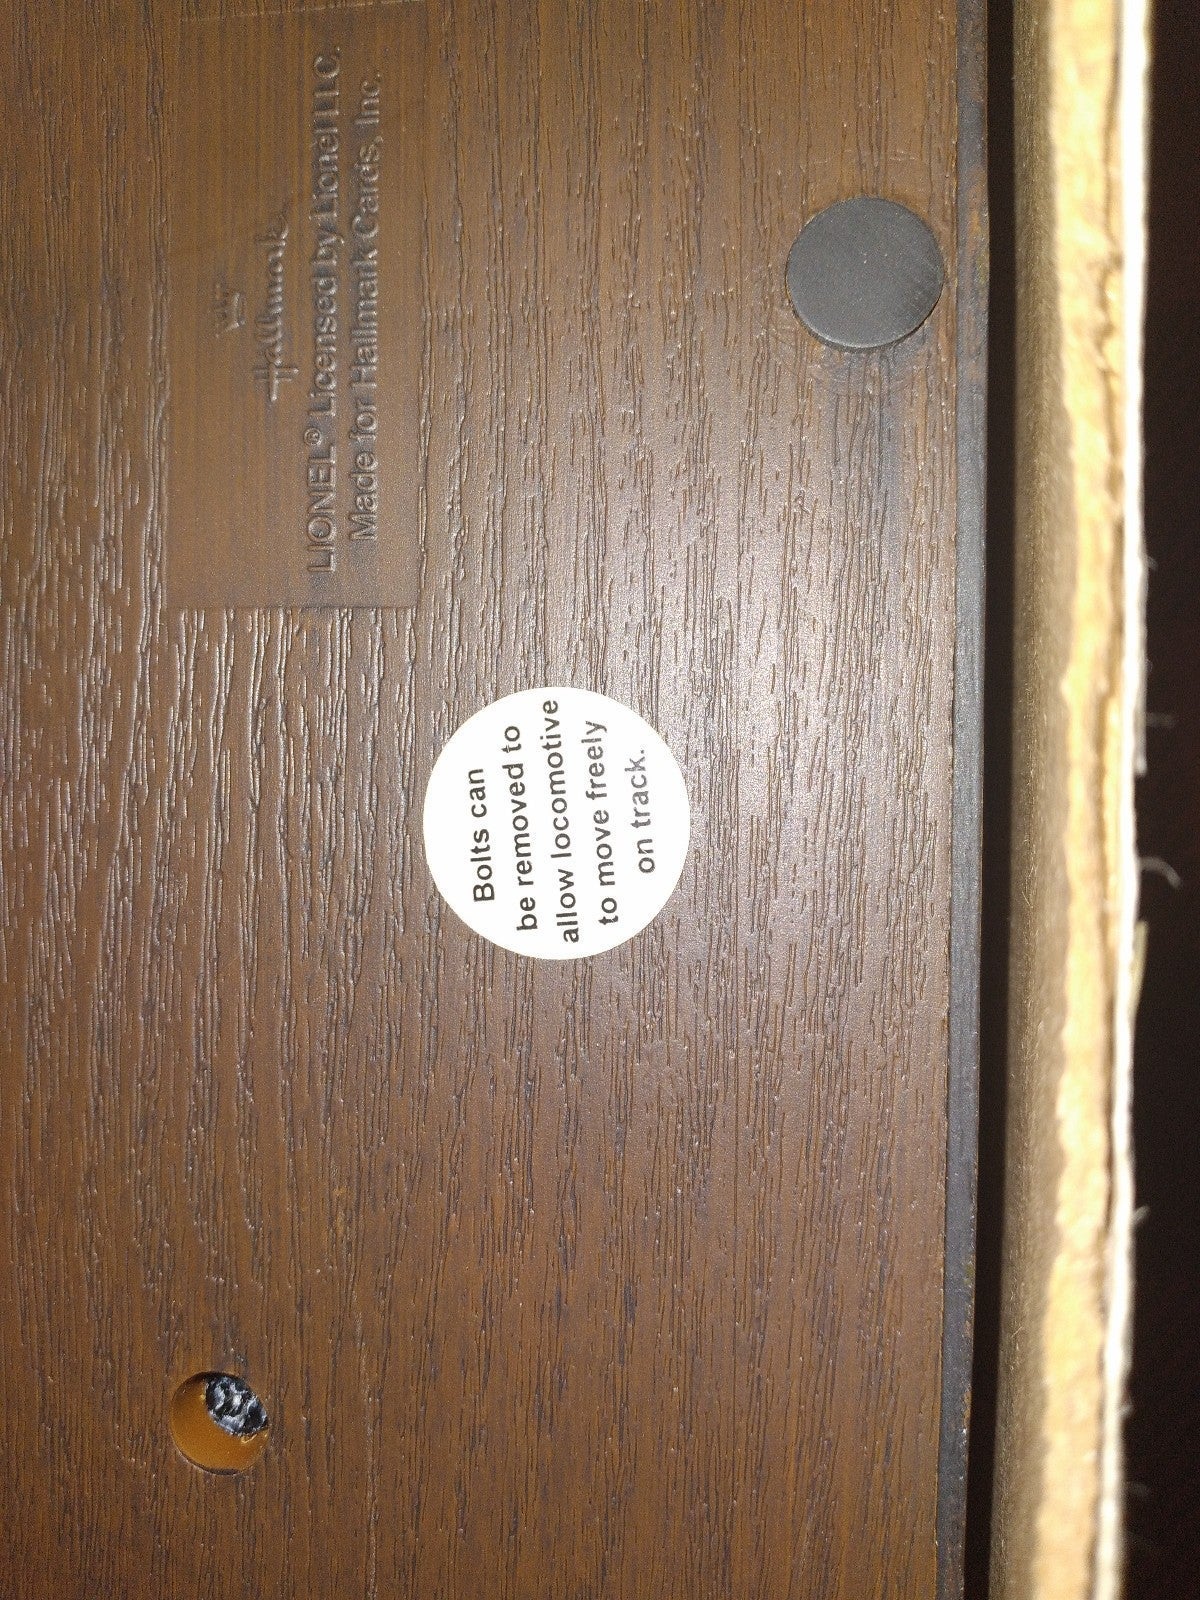 Hallmark
LIONEL® Licensed by Lionel LLC.
Made for Hallmark Cards, Inc.
Bolts can
be removed to
allow locomotive
to move freely
on track.